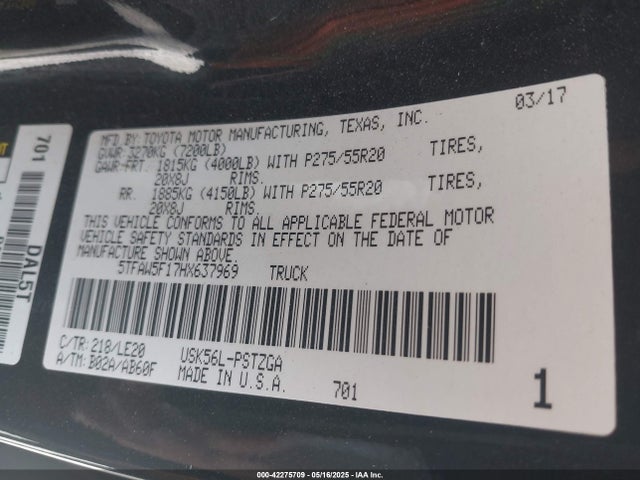 03/17
MFD BY: TOYOTA MOTOR MANUFACTURING, TEXAS, INC.
GVWR 3270KG (7200LB)
GAWR-FRT. 1815KG (4000LB) WITH P275/55R20 TIRES,
20X8J RIMS.
RR. 1885KG (4150LB) WITH P275/55R20 TIRES,
20X8J RIMS.
THIS VEHICLE CONFORMS TO ALL APPLICABLE FEDERAL MOTOR
VEHICLE SAFETY STANDARDS IN EFFECT ON THE DATE OF
MANUFACTURE SHOWN ABOVE.
5TFAW5F17HX637969 TRUCK
C/TR: 218/LE20 USK56L-PSTZGA
A/TM: B02A/AB60F MADE IN U.S.A. 701
1
701
DAL5T
000-42275709 - 05/16/2025 - IAA Inc.